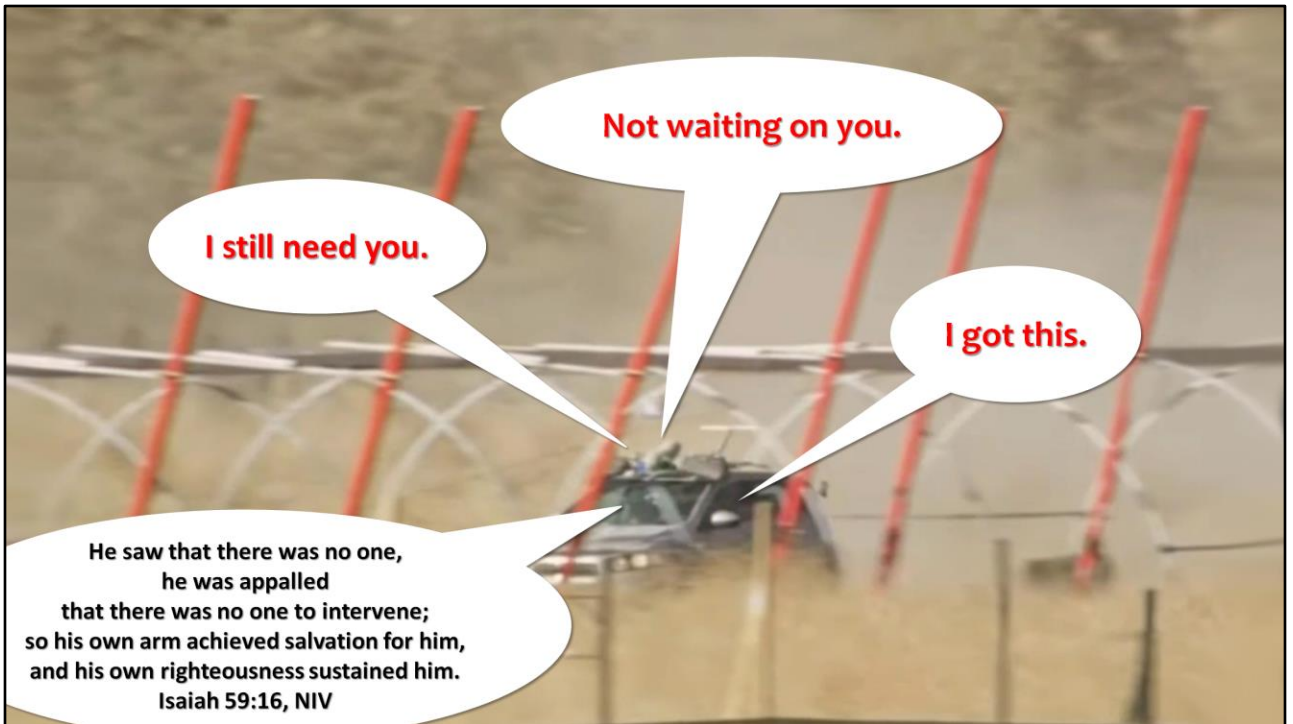 Not waiting on you.
I still need you.
I got this.
He saw that there was no one,
he was appalled
that there was no one to intervene;
so his own arm achieved salvation for him,
and his own righteousness sustained him.
Isaiah 59:16, NIV